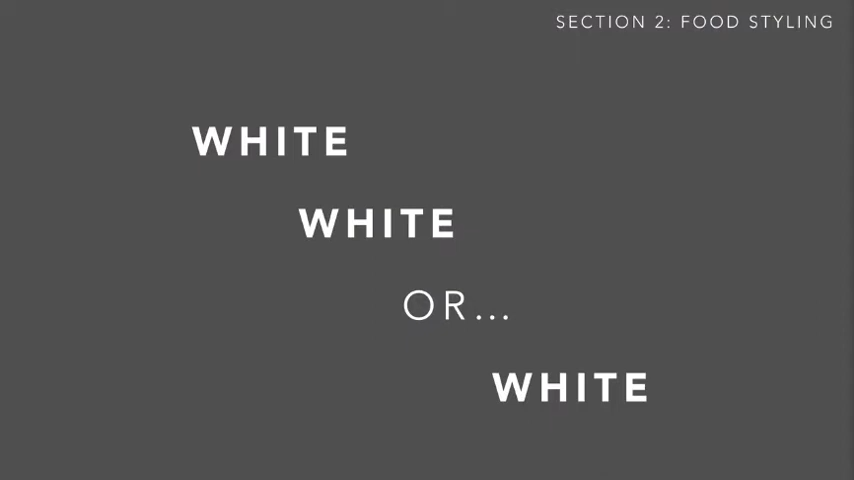 SECTION 2: FOOD STYLING
WHITE
WHITE
OR...
WHITE